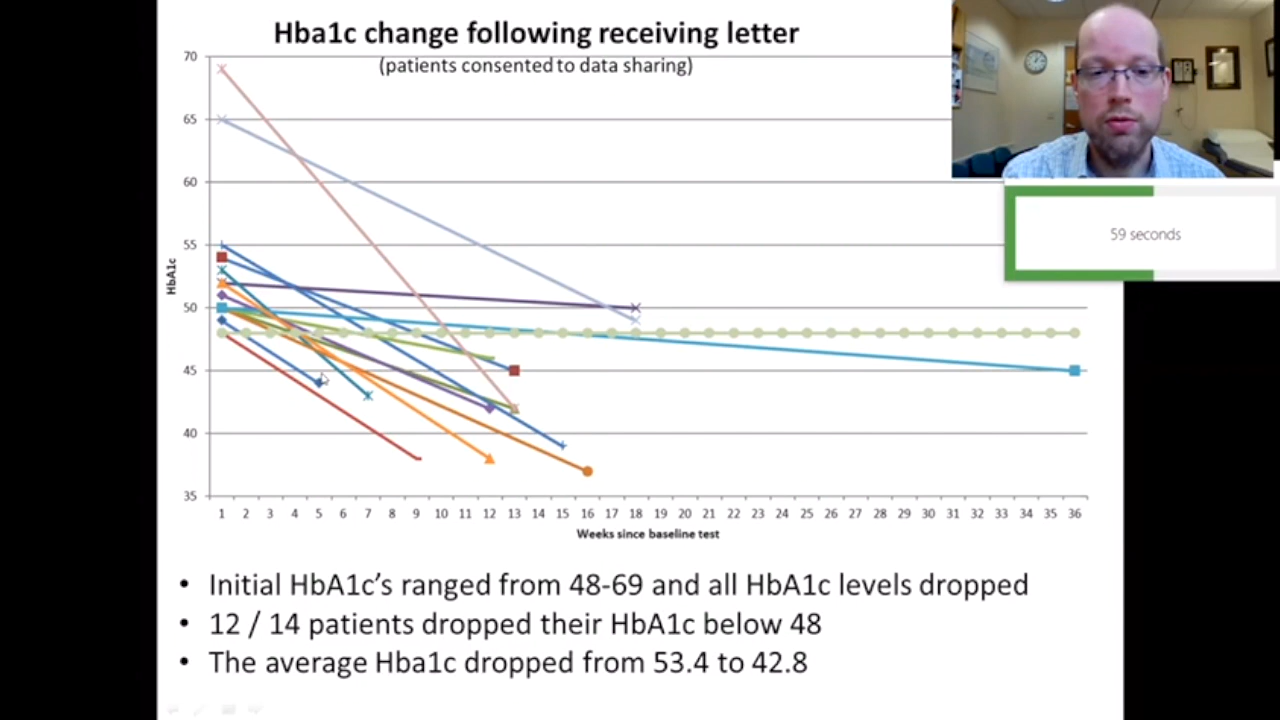 Hba1c change following receiving letter
(patients consented to data sharing)
70
65
60
55
50
45
40
35
HbA1c
1 2 3 4 5 6 7 8 9 10 11 12 13 14 15 16 17 18 19 20 21 22 23 24 25 26 27 28 29 30 31 32 33 34 35 36
Weeks since baseline test
59 seconds
• Initial HbA1c’s ranged from 48-69 and all HbA1c levels dropped
• 12 / 14 patients dropped their HbA1c below 48
• The average Hba1c dropped from 53.4 to 42.8